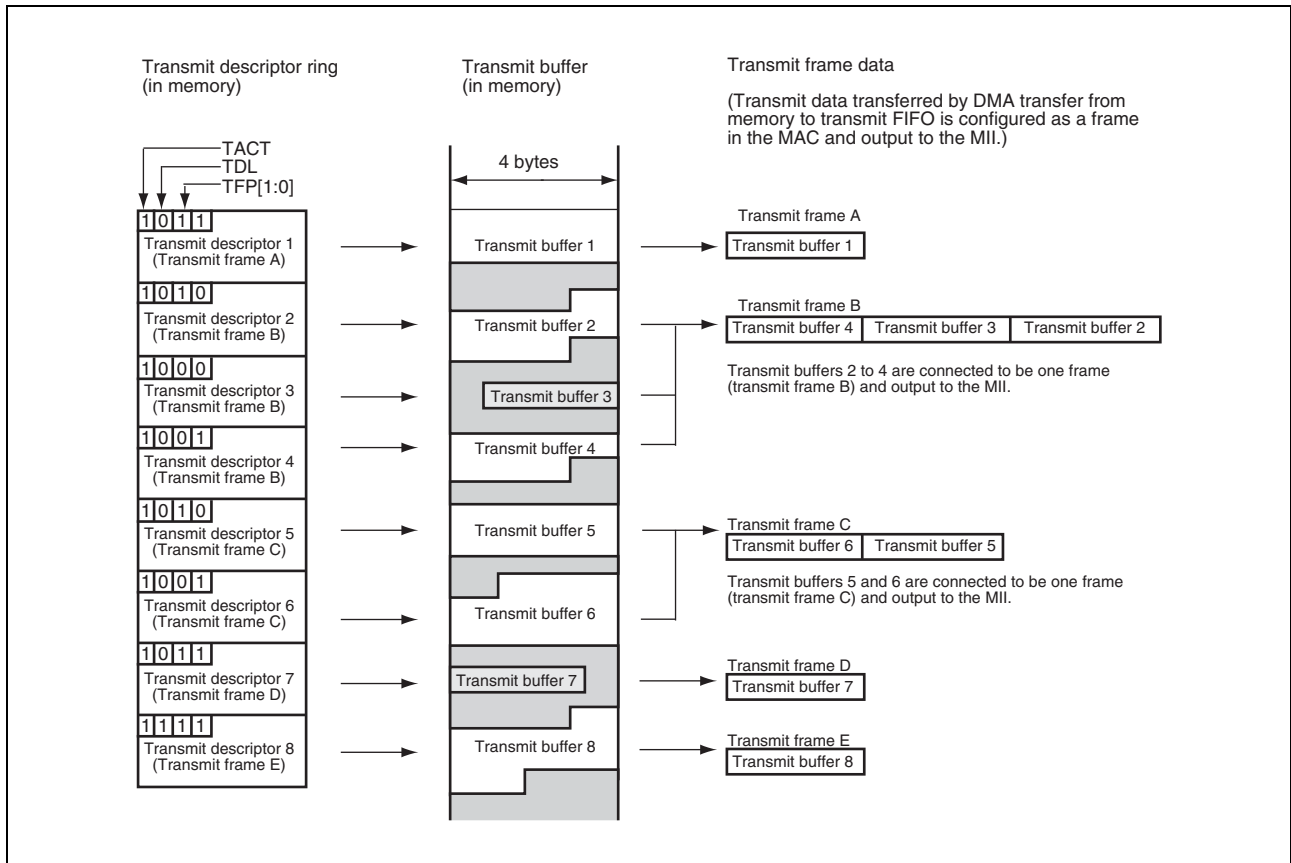 Transmit descriptor ring
(in memory)
TACT
TDL
TFP[1:0]
1 0 1 1
Transmit descriptor 1
(Transmit frame A)
1 0 1 0
Transmit descriptor 2
(Transmit frame B)
1 0 0 0
Transmit descriptor 3
(Transmit frame B)
1 0 0 1
Transmit descriptor 4
(Transmit frame B)
1 0 1 0
Transmit descriptor 5
(Transmit frame C)
1 0 0 1
Transmit descriptor 6
(Transmit frame C)
1 0 1 1
Transmit descriptor 7
(Transmit frame D)
1 1 1 1
Transmit descriptor 8
(Transmit frame E)
Transmit buffer
(in memory)
4 bytes
Transmit buffer 1
Transmit buffer 2
Transmit buffer 3
Transmit buffer 4
Transmit buffer 5
Transmit buffer 6
Transmit buffer 7
Transmit buffer 8
Transmit frame data
(Transmit data transferred by DMA transfer from
memory to transmit FIFO is configured as a frame
in the MAC and output to the MII.)
Transmit frame A
Transmit buffer 1
Transmit frame B
Transmit buffer 4 Transmit buffer 3 Transmit buffer 2
Transmit buffers 2 to 4 are connected to be one frame
(transmit frame B) and output to the MII.
Transmit frame C
Transmit buffer 6 Transmit buffer 5
Transmit buffers 5 and 6 are connected to be one frame
(transmit frame C) and output to the MII.
Transmit frame D
Transmit buffer 7
Transmit frame E
Transmit buffer 8